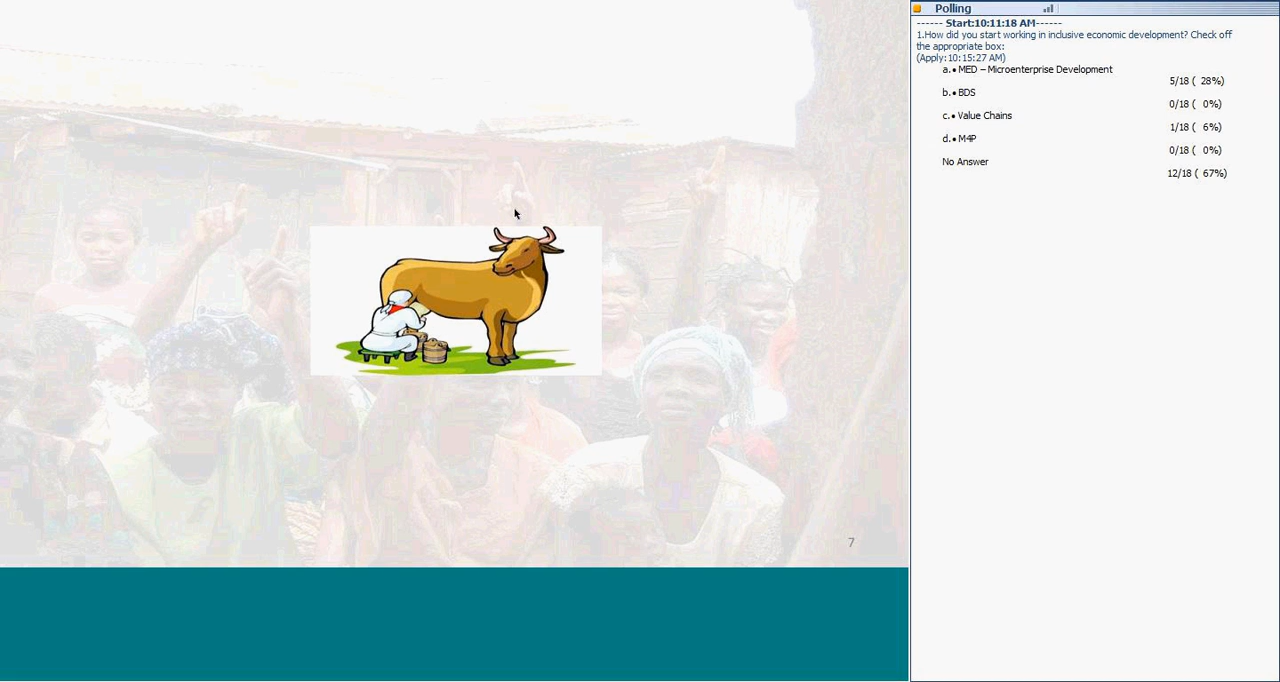 Polling
------ Start:10:11:18 AM------
1.How did you start working in inclusive economic development? Check off
the appropriate box:
(Apply:10:15:27 AM)
a.• MED – Microenterprise Development
5/18 ( 28%)
b.• BDS
0/18 ( 0%)
c.• Value Chains
1/18 ( 6%)
d.• M4P
0/18 ( 0%)
No Answer
12/18 ( 67%)
7